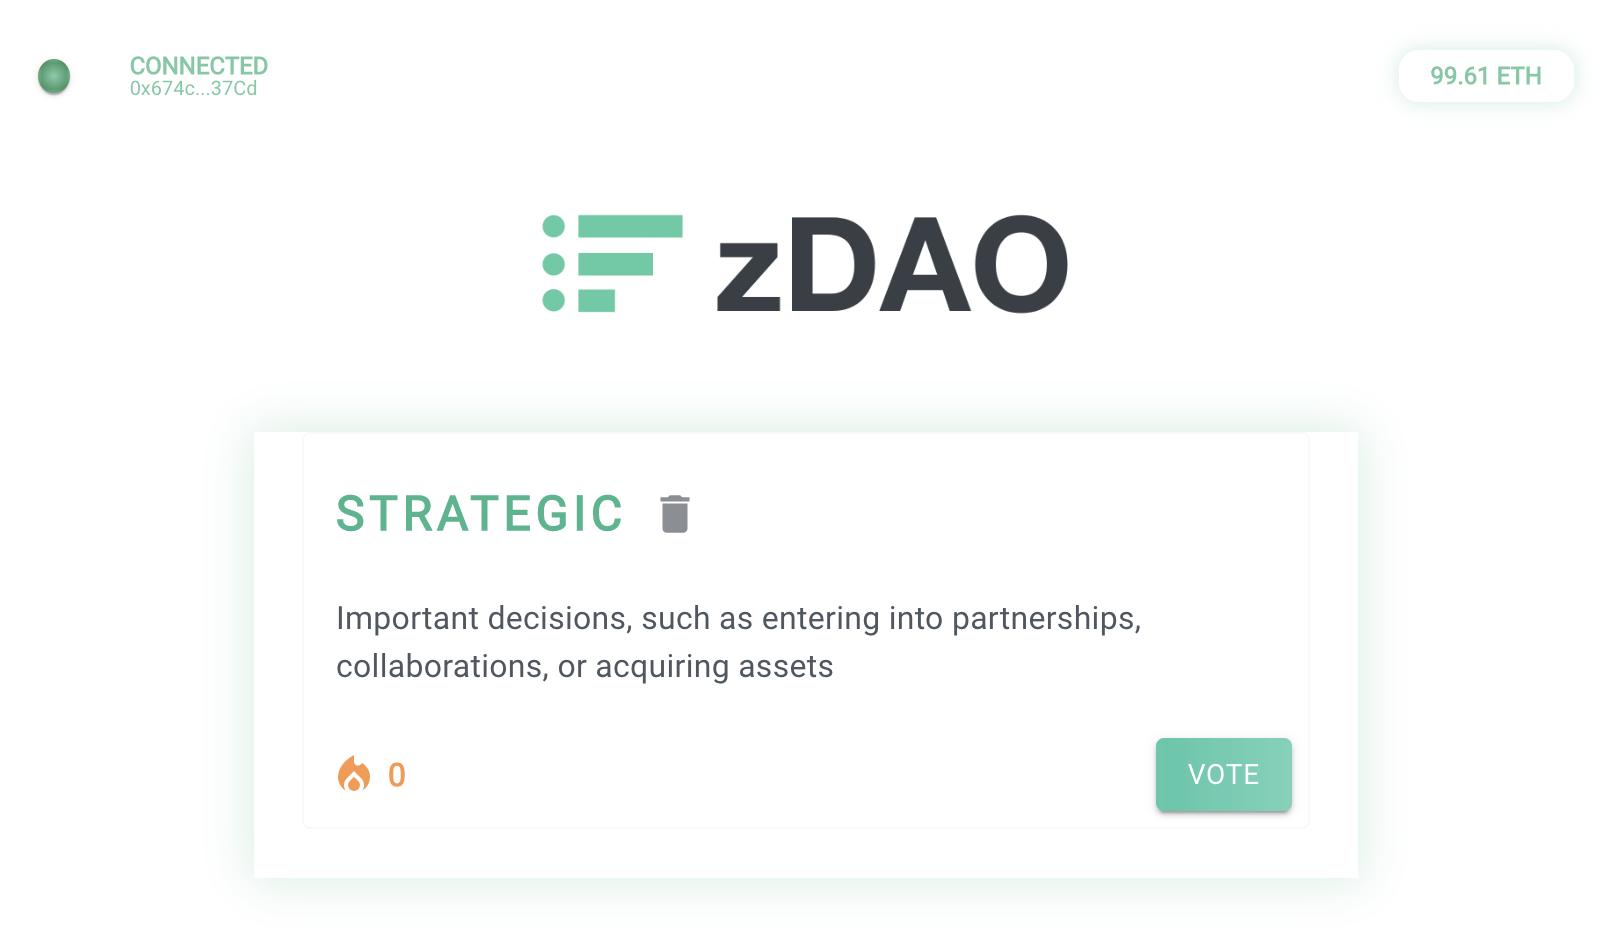 CONNECTED
0x674c...37Cd
99.61 ETH
zDAO
STRATEGIC
Important decisions, such as entering into partnerships,
collaborations, or acquiring assets
0
VOTE